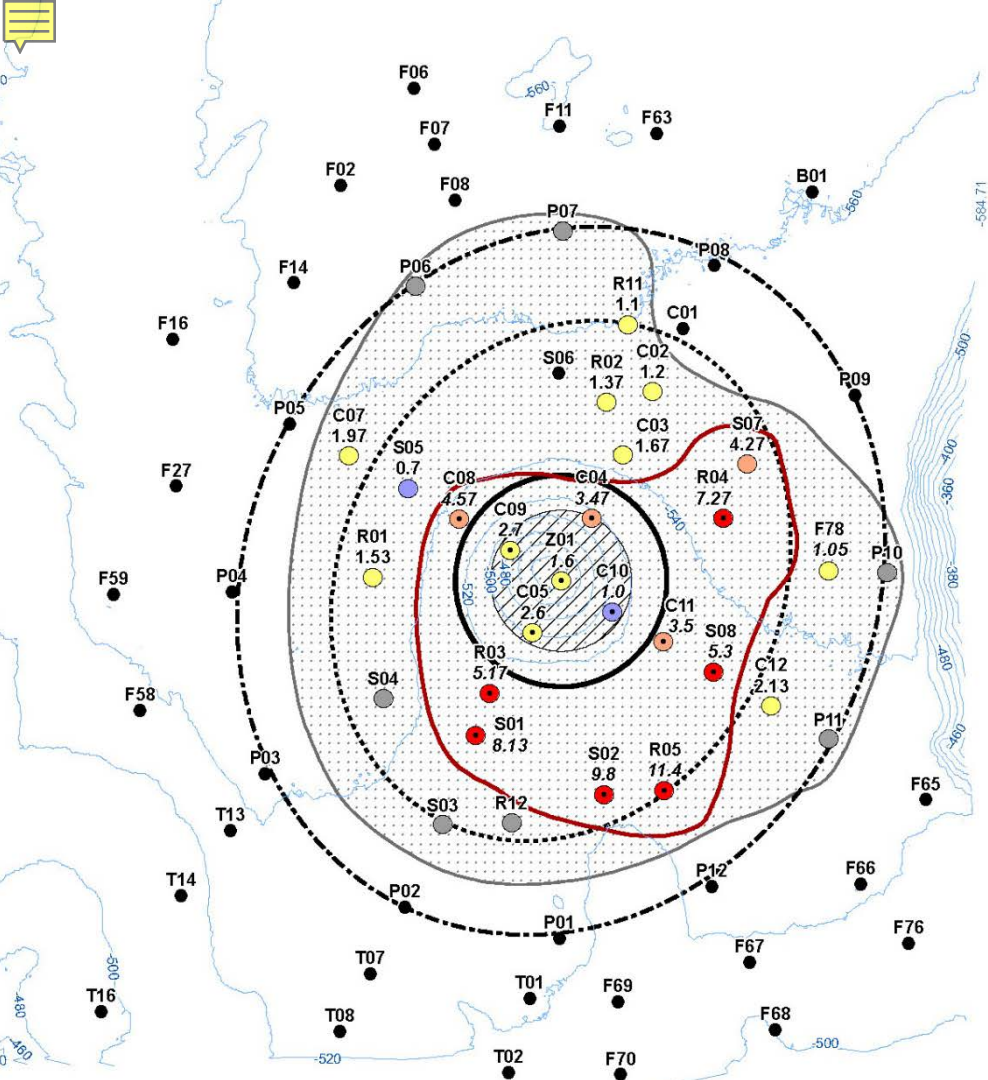 F06
-560
F11
F63
F07
F02
B01
F08
-560
-584.71
P07
P08
P06
F14
R11
1.1
C01
F16
-500
C02
1.2
S06
R02
1.37
P09
P05
C07
1.97
C03
1.67
S07
4.27
S05
0.7
-400
F27
C08
4.57
C04
3.47
R04
7.27
-360
C09
2.7
-540
R01
1.53
Z01
1.6
F78
1.05
P10
F59
P04
520
500
480
C10
1.0
-380
C05
2.6
C11
3.5
S08
5.3
R03
5.17
-480
S04
C12
2.13
F58
S01
8.13
P11
-460
P03
S02
9.8
R05
11.4
F65
T13
S03
R12
T14
P12
F66
P02
P01
F76
T07
F67
-500
T01
F69
T16
-480
T08
F68
-460
-500
-520
T02
F70
0
0